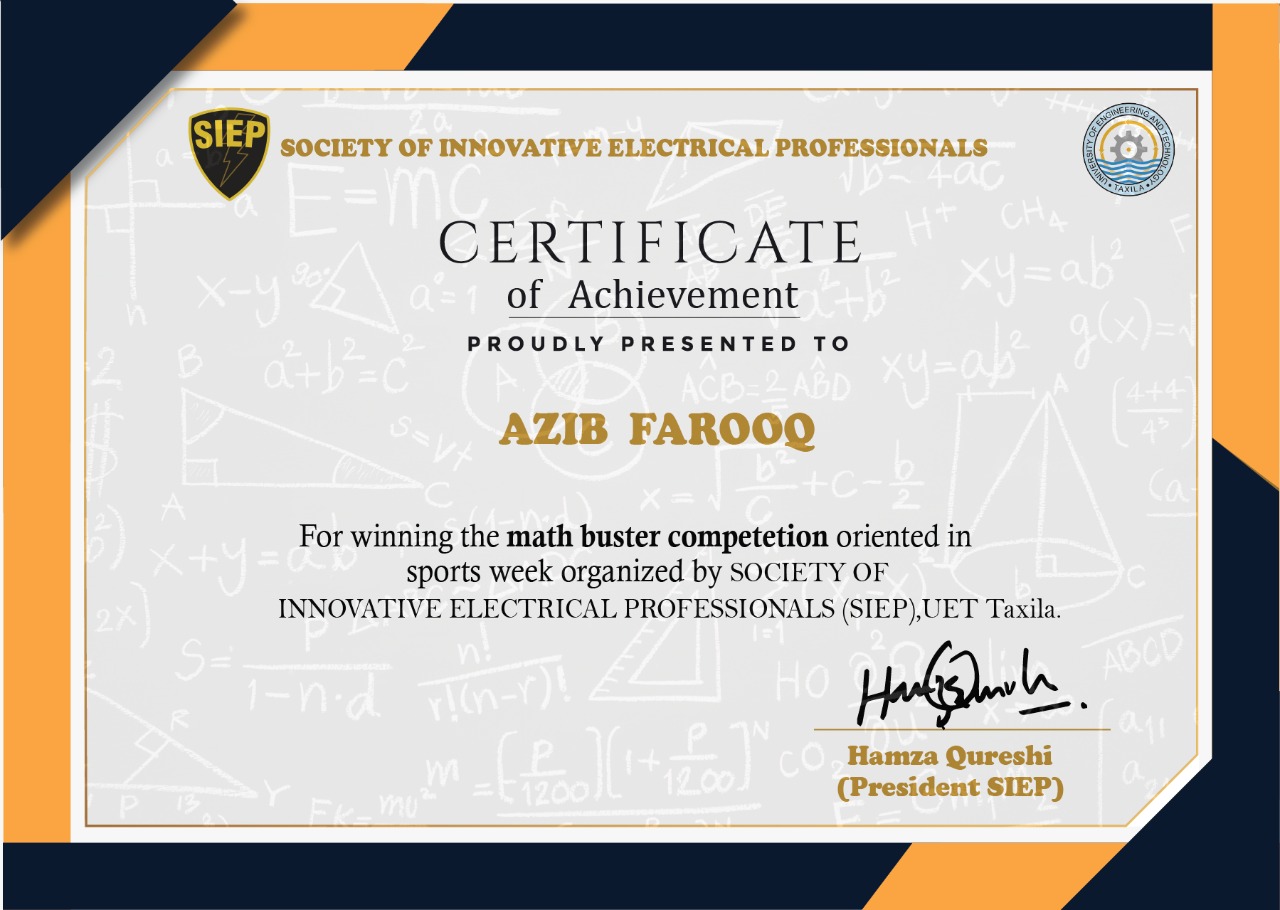 SIEP
SOCIETY OF INNOVATIVE ELECTRICAL PROFESSIONALS
UNIVERSITY OF ENGINEERING AND TECHNOLOGY
• TAXILA •
CERTIFICATE
of Achievement
PROUDLY PRESENTED TO
AZIB FAROOQ
For winning the math buster competetion oriented in
sports week organized by SOCIETY OF
INNOVATIVE ELECTRICAL PROFESSIONALS (SIEP),UET Taxila.
Hamza Qureshi
(President SIEP)